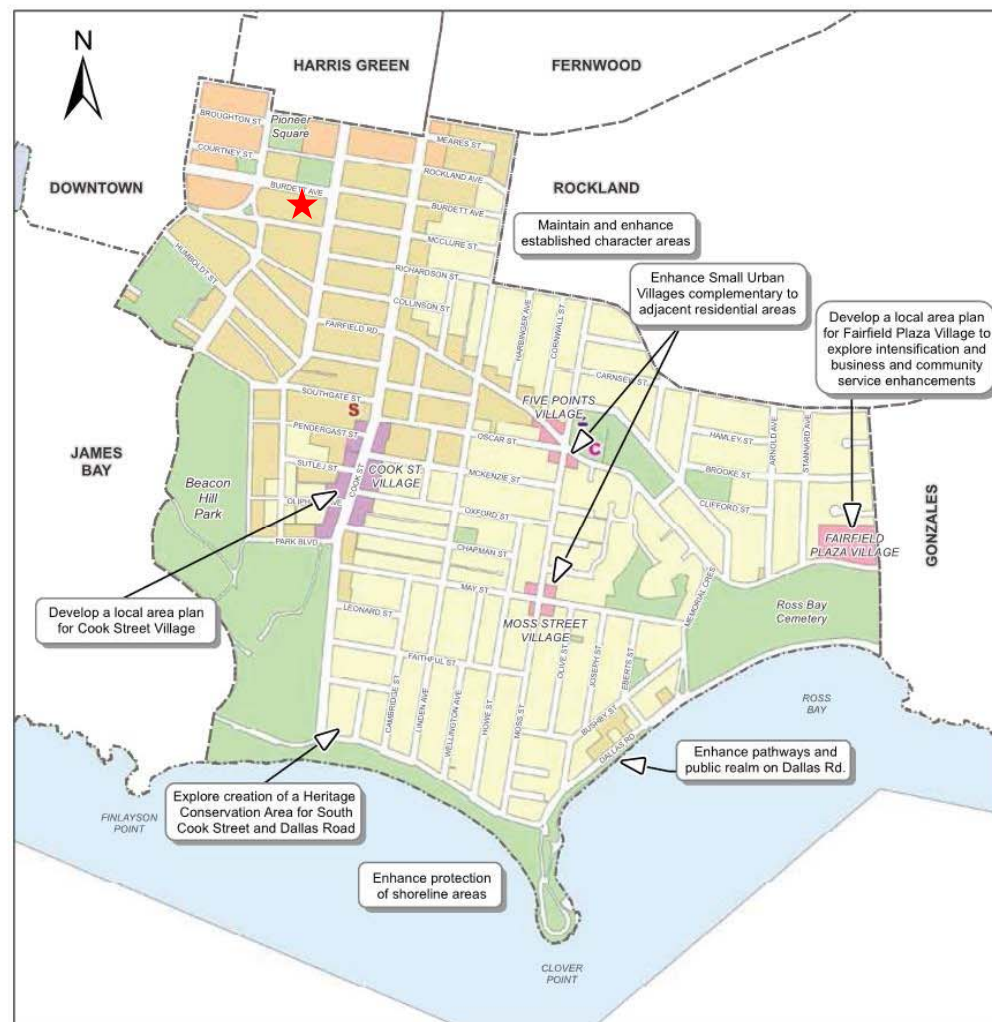 N
HARRIS GREEN
FERNWOOD
BROUGHTON ST
Pioneer
Square
COURTNEY ST
MEARES ST
DOWNTOWN
ROCKLAND AVE
ROCKLAND
BURDETT AVE
BURDETT AVE
MCCLURE ST
Maintain and enhance
established character areas
HUMBOLDT ST
RICHARDSON ST
COLLINSON ST
FAIRFIELD RD
HARBINGER AVE
CORNWALL ST
Enhance Small Urban
Villages complementary to
adjacent residential areas
Develop a local area plan
for Fairfield Plaza Village to
explore intensification and
business and community
service enhancements
CARNSEW ST
SOUTHGATE ST
S
FIVE POINTS
VILLAGE
C
PENDERGAST ST
OSCAR ST
HAMLEY ST
ARNOLD AVE
STANNARD AVE
JAMES
BAY
SUTLEJ ST
COOK ST
COOK ST.
VILLAGE
MCKENZIE ST
BROOKE ST
Beacon
Hill
Park
OXFORD ST
CLIFFORD ST
GONZALES
PARK BLVD
CHAPMAN ST
FAIRFIELD
PLAZA VILLAGE
MAY ST
MEMORIAL CRES
Develop a local area plan
for Cook Street Village
LEONARD ST
MOSS STREET
VILLAGE
Ross Bay
Cemetery
FAITHFUL ST
CAMBRIDGE ST
LINDEN AVE
WELLINGTON AVE
HOWE ST
MOSS ST
OLIVE ST
JOSEPH ST
EBERTS ST
BUSHBY ST
DALLAS RD
ROSS
BAY
Enhance pathways and
public realm on Dallas Rd.
Explore creation of a Heritage
Conservation Area for South
Cook Street and Dallas Road
FINLAYSON
POINT
Enhance protection
of shoreline areas
CLOVER
POINT